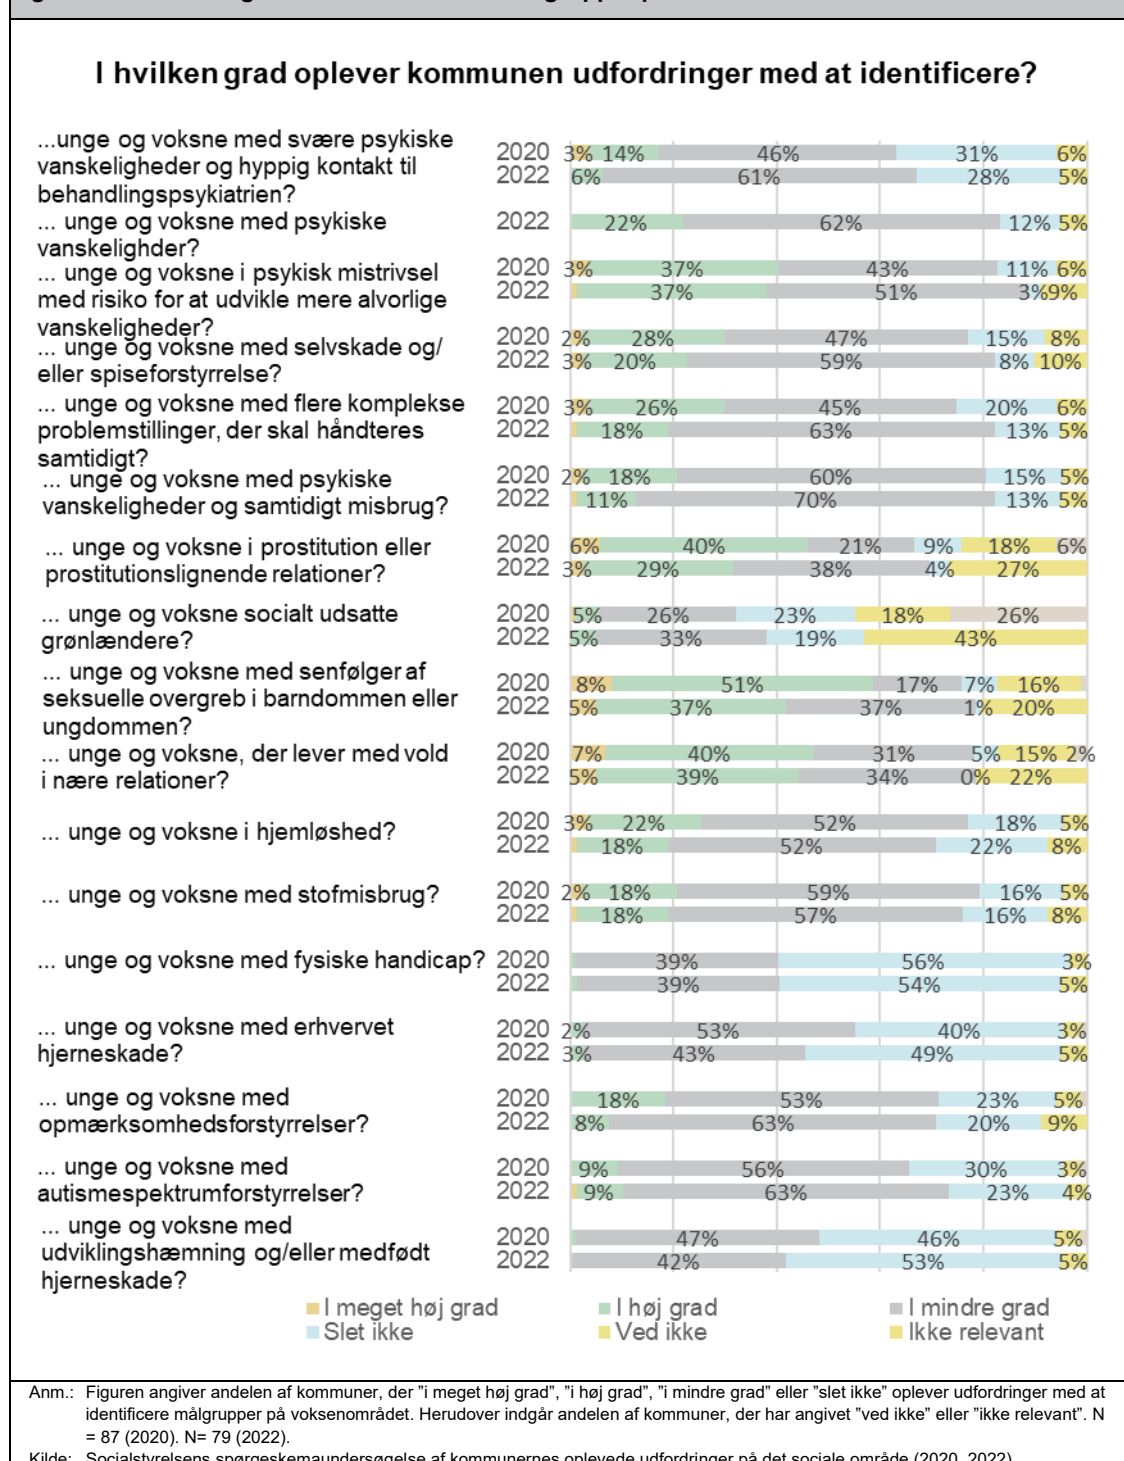 I hvilken grad oplever kommunen udfordringer med at identificere?
...unge og voksne med svære psykiske
vanskeligheder og hyppig kontakt til
behandlingspsykiatrien?
2020 3% 14% 46% 31% 6%
2022 6% 61% 28% 5%
... unge og voksne med psykiske
vanskelighder?
2022 22% 62% 12% 5%
... unge og voksne i psykisk mistrivsel
med risiko for at udvikle mere alvorlige
vanskeligheder?
2020 3% 37% 43% 11% 6%
2022 37% 51% 3% 9%
... unge og voksne med selvskade og/
eller spiseforstyrrelse?
2020 2% 28% 47% 15% 8%
2022 3% 20% 59% 8% 10%
... unge og voksne med flere komplekse
problemstillinger, der skal håndteres
samtidigt?
2020 3% 26% 45% 20% 6%
2022 18% 63% 13% 5%
... unge og voksne med psykiske
vanskeligheder og samtidigt misbrug?
2020 2% 18% 60% 15% 5%
2022 11% 70% 13% 5%
... unge og voksne i prostitution eller
prostitutionslignende relationer?
2020 6% 40% 21% 9% 18% 6%
2022 3% 29% 38% 4% 27%
... unge og voksne socialt udsatte
grønlændere?
2020 5% 26% 23% 18% 26%
2022 5% 33% 19% 43%
... unge og voksne med senfølger af
seksuelle overgreb i barndommen eller
ungdommen?
2020 8% 51% 17% 7% 16%
2022 5% 37% 37% 1% 20%
... unge og voksne, der lever med vold
i nære relationer?
2020 7% 40% 31% 5% 15% 2%
2022 5% 39% 34% 0% 22%
... unge og voksne i hjemløshed?
2020 3% 22% 52% 18% 5%
2022 18% 52% 22% 8%
... unge og voksne med stofmisbrug?
2020 2% 18% 59% 16% 5%
2022 18% 57% 16% 8%
... unge og voksne med fysiske handicap?
2020 39% 56% 3%
2022 39% 54% 5%
... unge og voksne med erhvervet
hjerneskade?
2020 2% 53% 40% 3%
2022 3% 43% 49% 5%
... unge og voksne med
opmærksomhedsforstyrrelser?
2020 18% 53% 23% 5%
2022 8% 63% 20% 9%
... unge og voksne med
autismespektrumforstyrrelser?
2020 9% 56% 30% 3%
2022 9% 63% 23% 4%
... unge og voksne med
udviklingshæmning og/eller medfødt
hjerneskade?
2020 47% 46% 5%
2022 42% 53% 5%
I meget høj grad I høj grad I mindre grad
Slet ikke Ved ikke Ikke relevant
Anm.: Figuren angiver andelen af kommuner, der ”i meget høj grad”, ”i høj grad”, ”i mindre grad” eller ”slet ikke” oplever udfordringer med at
identificere målgrupper på voksenområdet. Herudover indgår andelen af kommuner, der har angivet ”ved ikke” eller ”ikke relevant”. N
= 87 (2020). N= 79 (2022).
Kilde: Socialstyrelsens spørgeskemaundersøgelse af kommunernes oplevede udfordringer på det sociale område (2020, 2022)